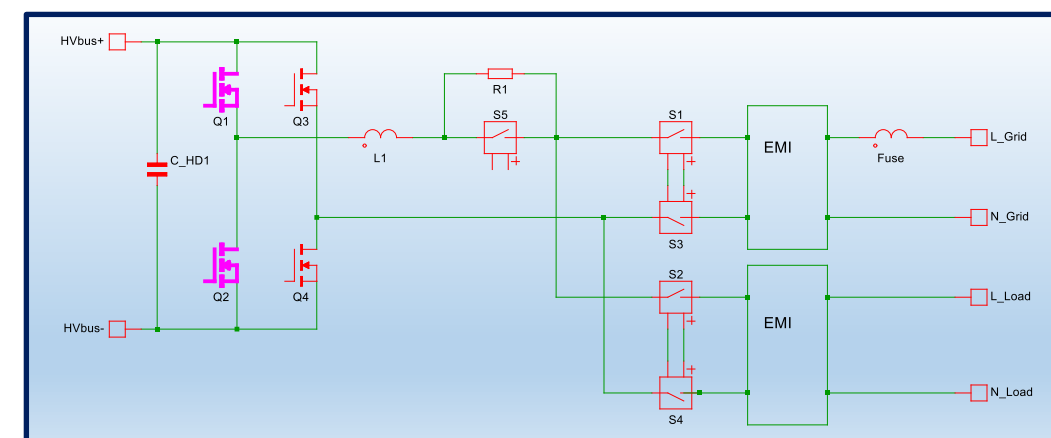 HVbus+
Q1
Q3
R1
S5
S1
EMI
L_Grid
C_HD1
L1
Fuse
N_Grid
S3
Q2
Q4
S2
HVbus-
EMI
L_Load
N_Load
S4